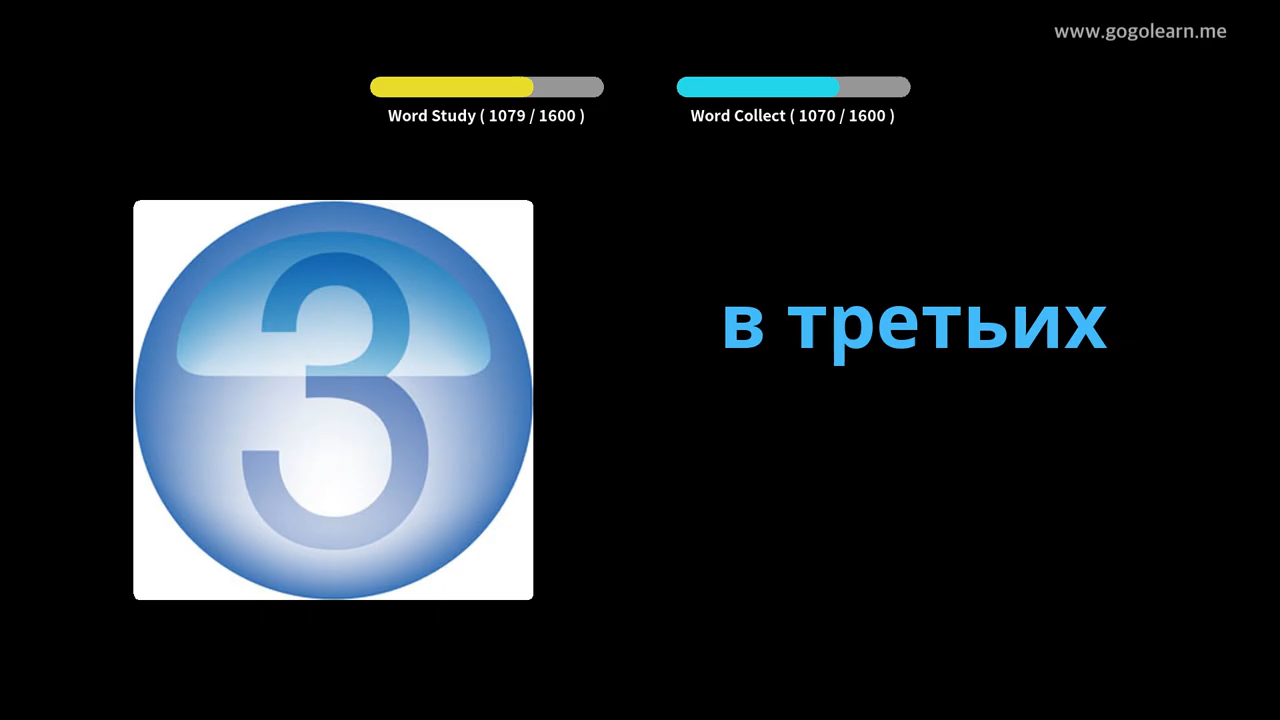 www.gogolearn.me
Word Study ( 1079 / 1600 )
Word Collect ( 1070 / 1600 )
3
в третьих